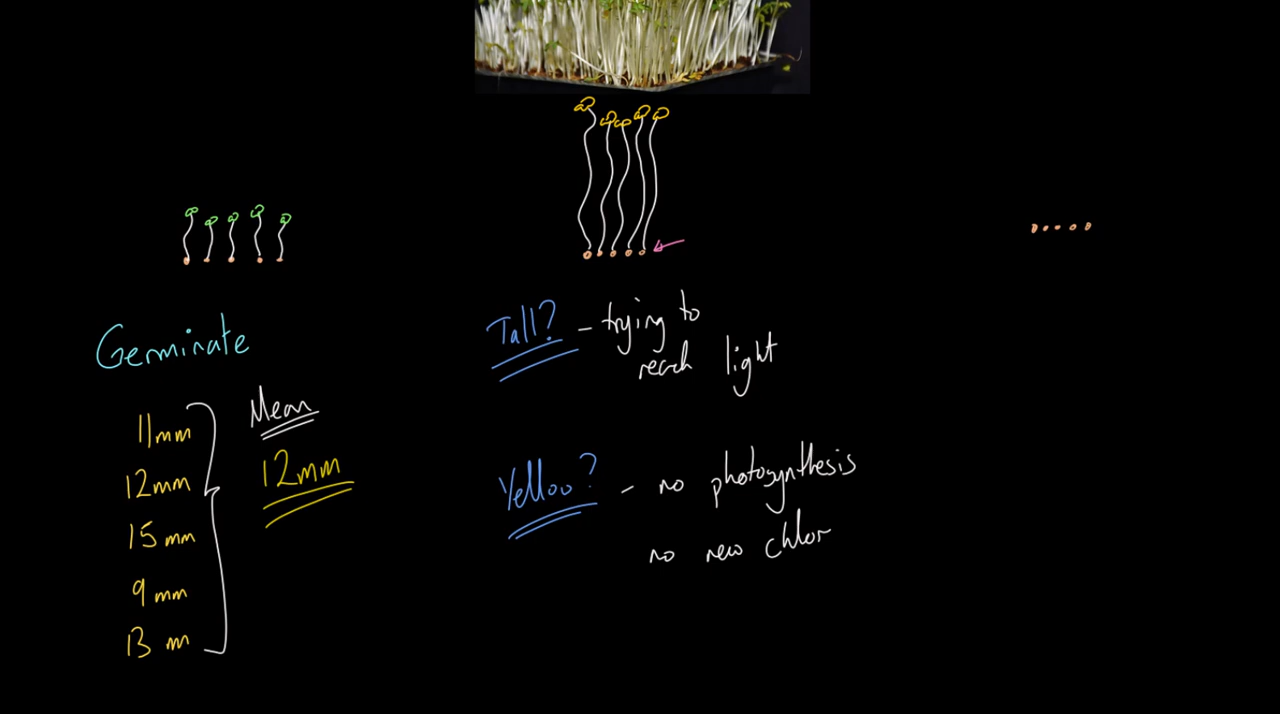 Germinate
11mm
12mm
15mm
9mm
13 m
Mean
12mm
Tall? - trying to
reach light
Yellow? - no photosynthesis
no new chlor